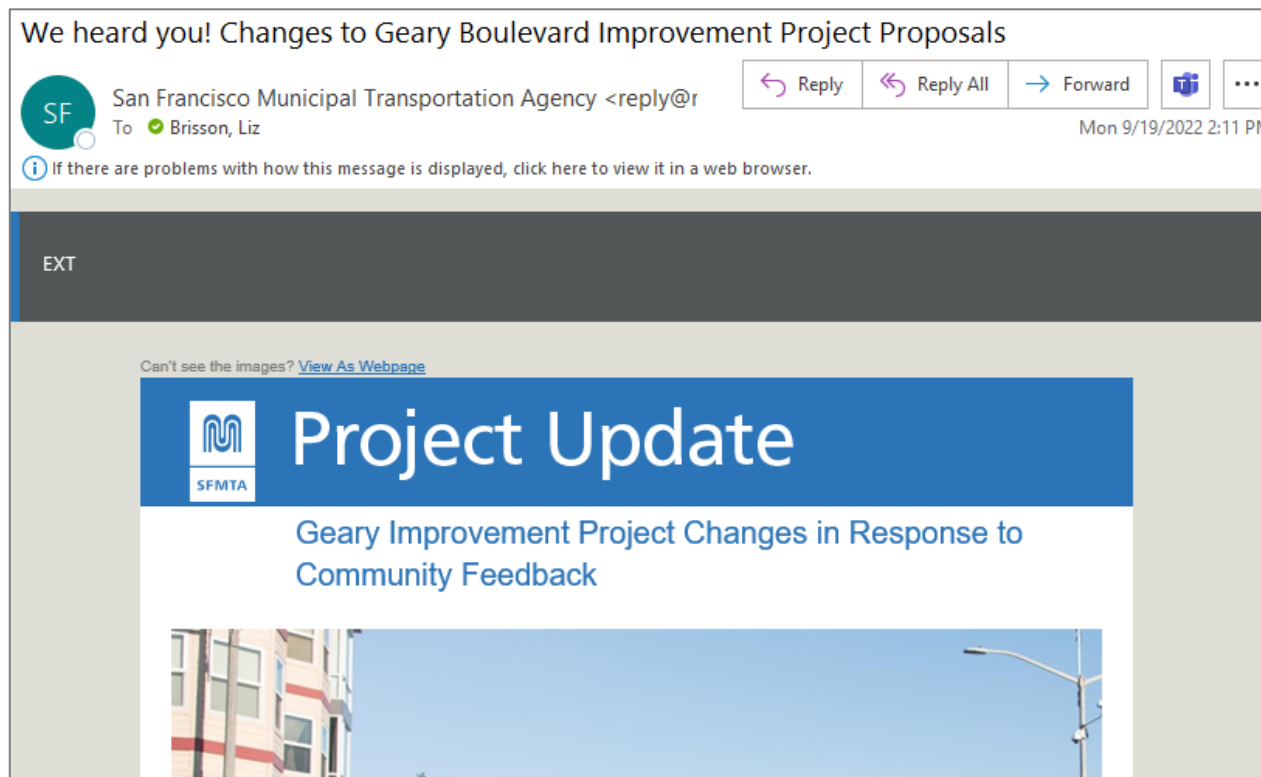 We heard you! Changes to Geary Boulevard Improvement Project Proposals
SF
San Francisco Municipal Transportation Agency <reply@r
Reply
Reply All
Forward
To Brisson, Liz
Mon 9/19/2022 2:11 PM
If there are problems with how this message is displayed, click here to view it in a web browser.
EXT
Can't see the images? View As Webpage
SFMTA
Project Update
Geary Improvement Project Changes in Response to
Community Feedback